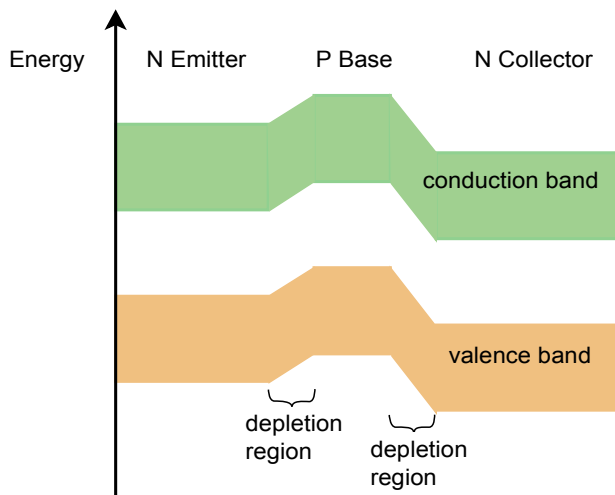 Energy
N Emitter
P Base
N Collector
conduction band
valence band
depletion
region
depletion
region